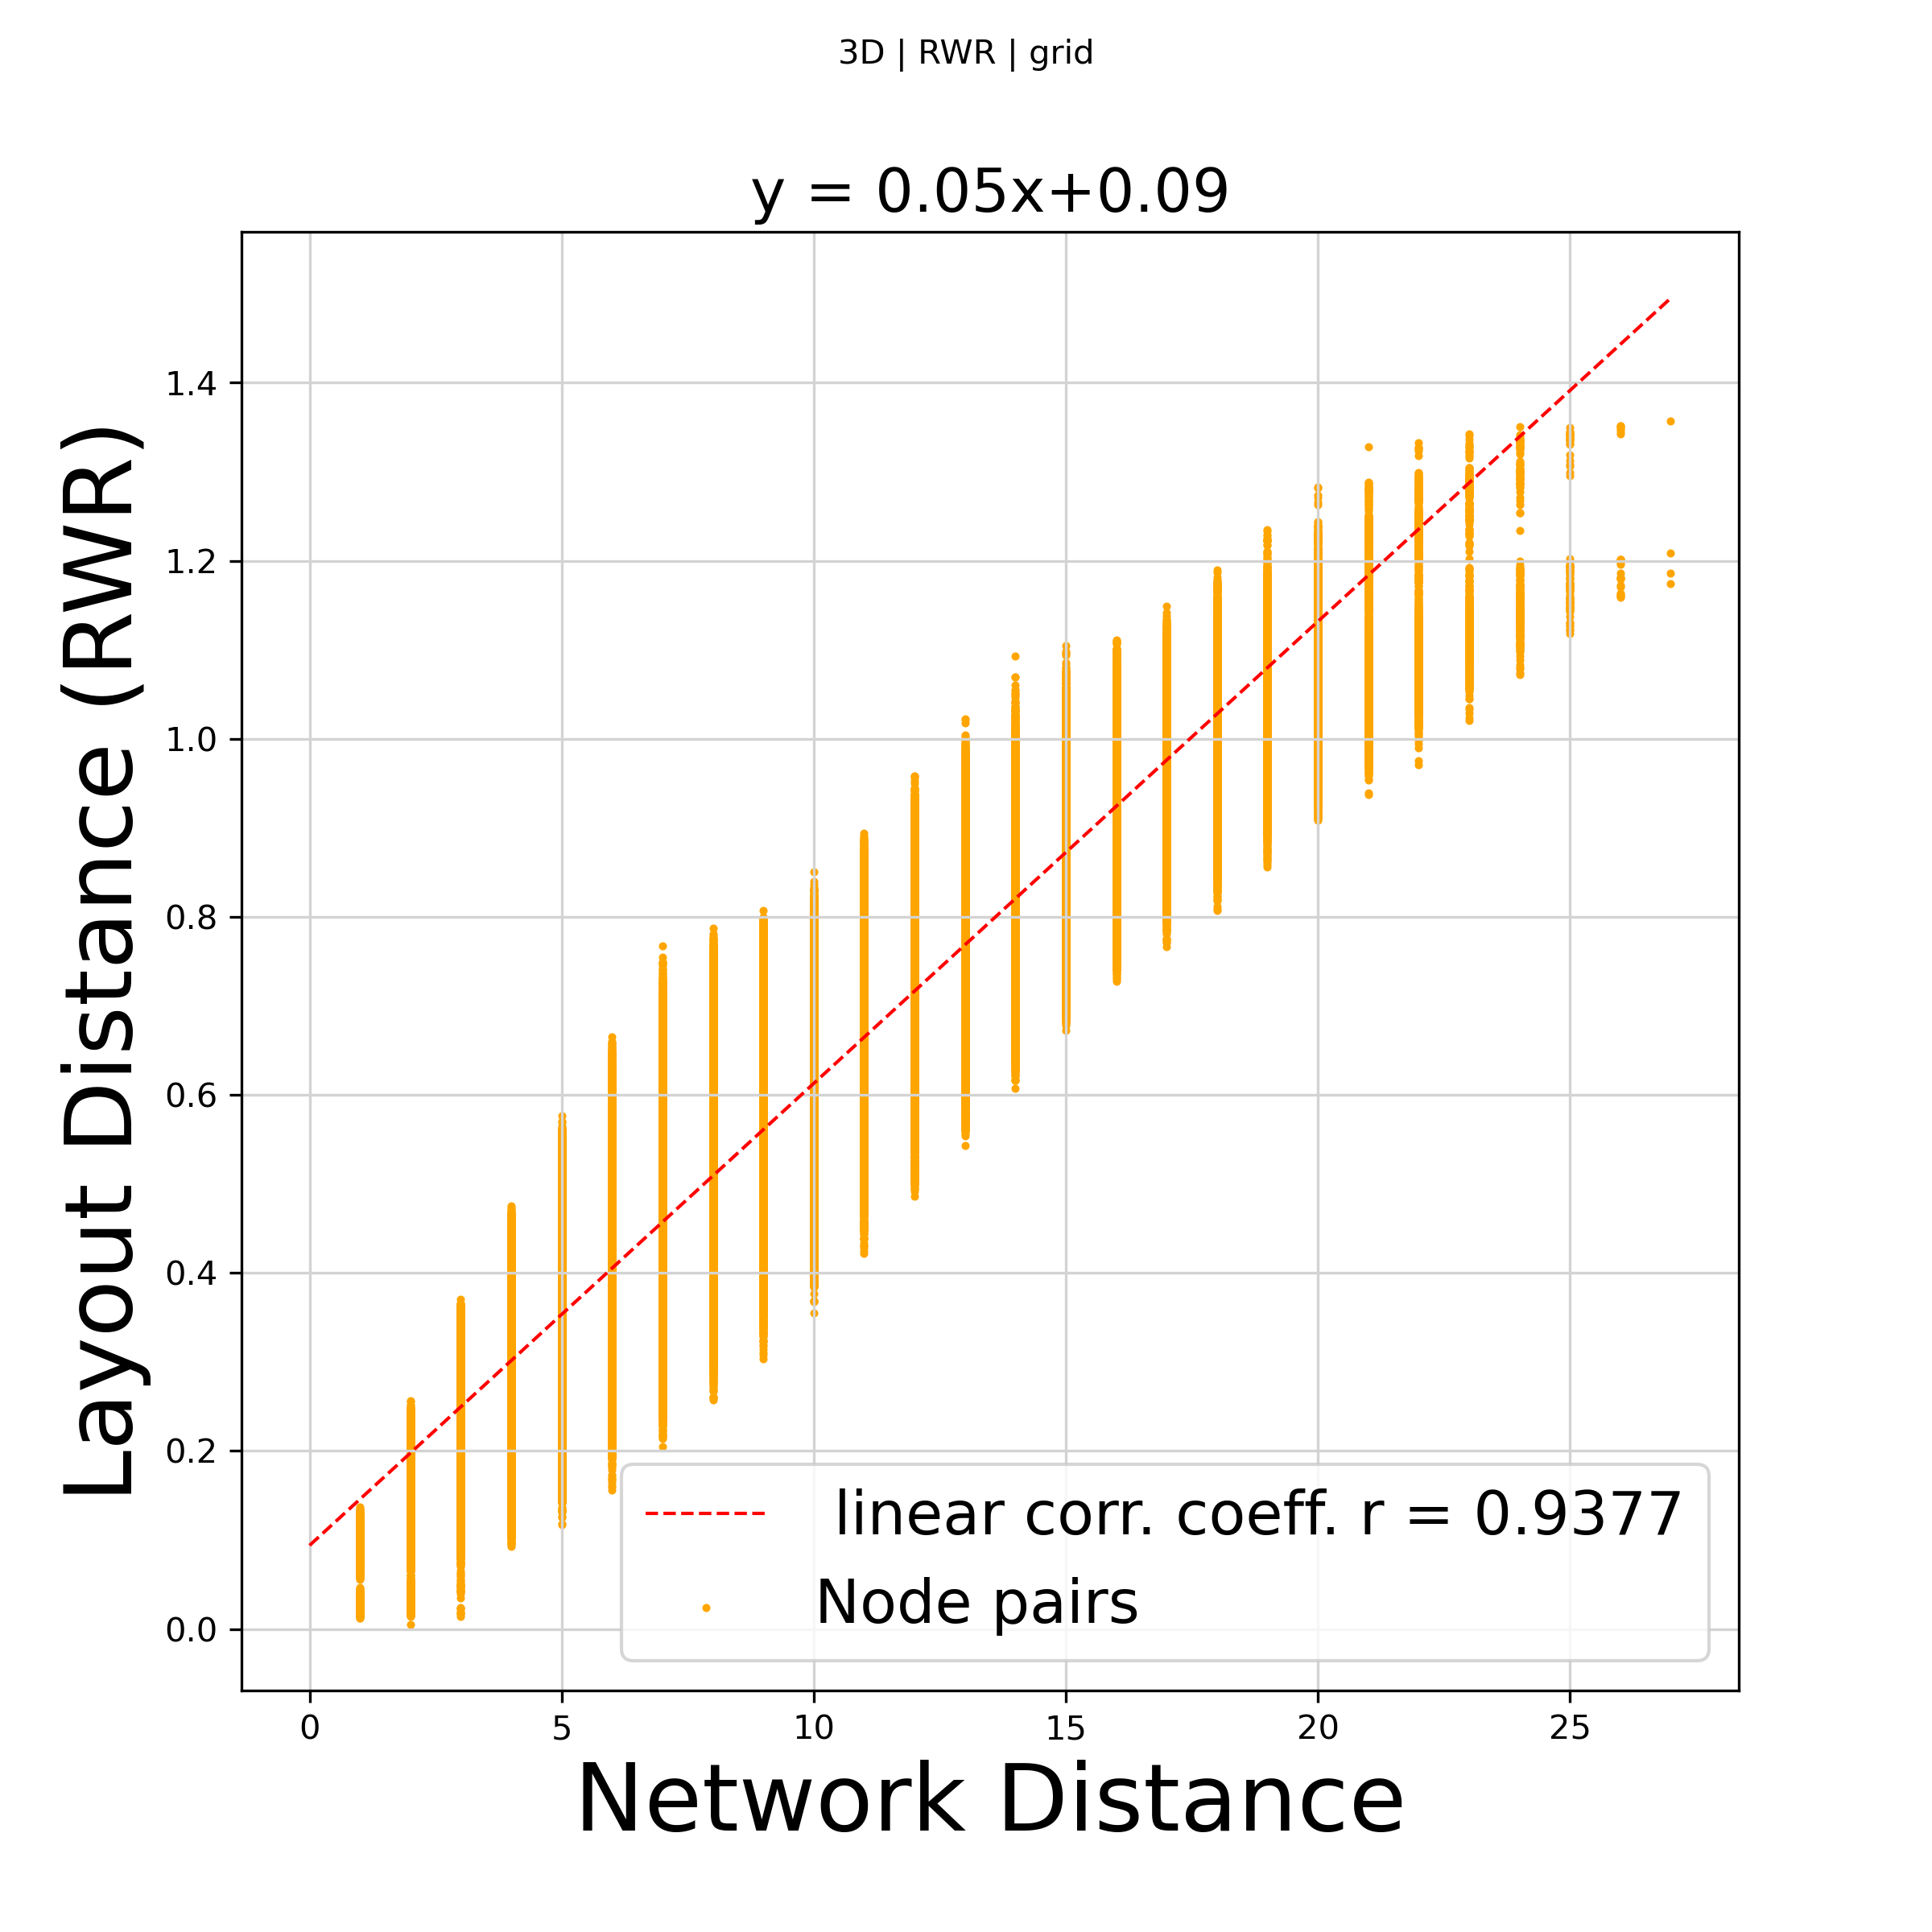 3D | RWR | grid
y = 0.05x+0.09
Layout Distance (RWR)
1.4
1.2
1.0
0.8
0.6
0.4
0.2
0.0
linear corr. coeff. r = 0.9377
Node pairs
0 5 10 15 20 25
Network Distance